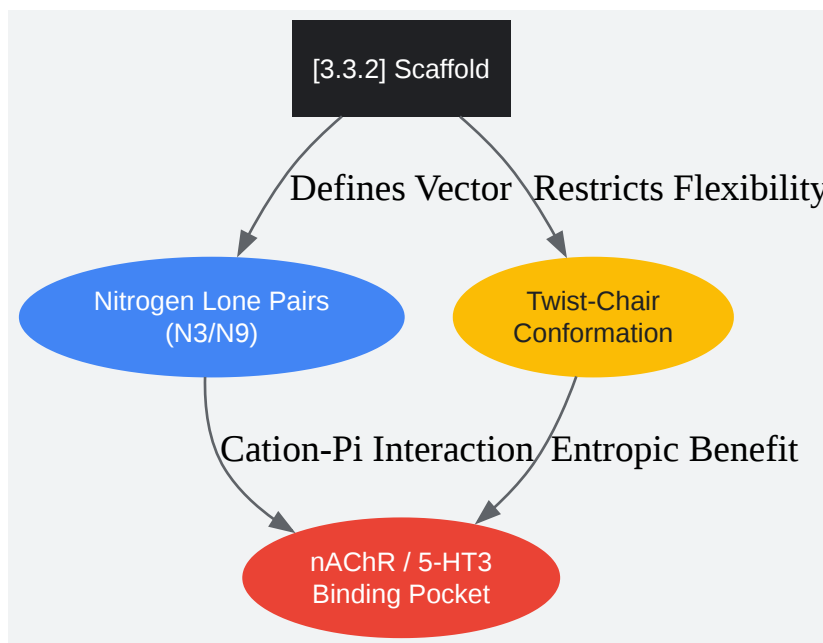 [3.3.2] Scaffold
Defines Vector
Restricts Flexibility
Nitrogen Lone Pairs
(N3/N9)
Twist-Chair
Conformation
Cation-Pi Interaction
Entropic Benefit
nAChR / 5-HT3
Binding Pocket